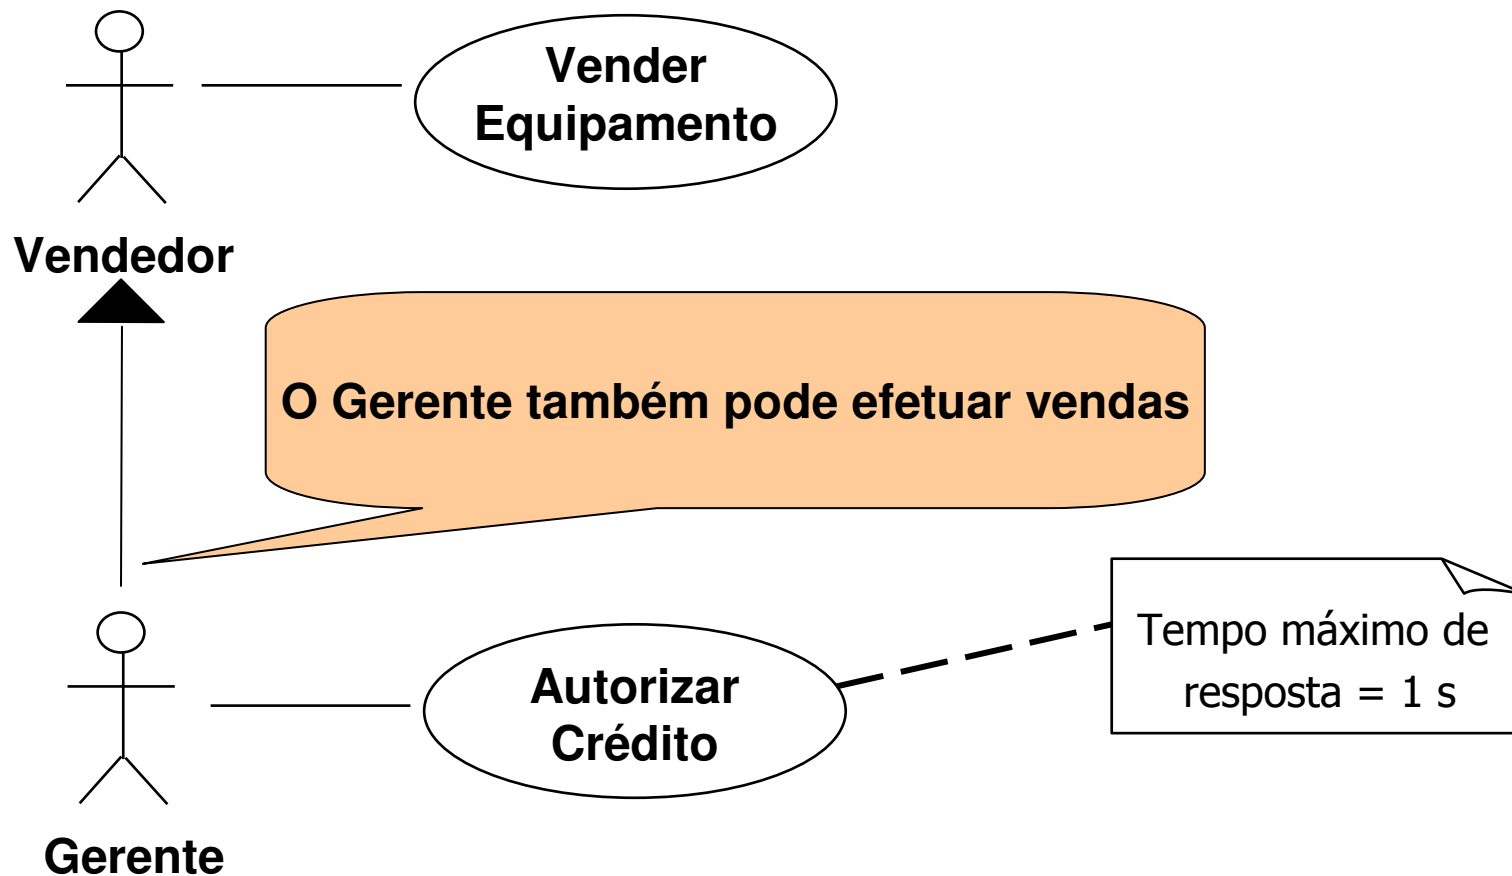 Vender
Equipamento
Vendedor
O Gerente também pode efetuar vendas
Tempo máximo de
resposta = 1 s
Autorizar
Crédito
Gerente